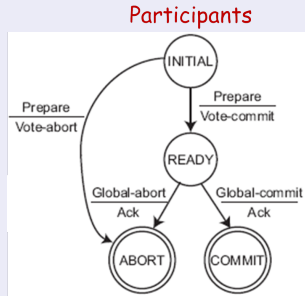 Participants
INITIAL
Prepare
Vote-commit
Prepare
Vote-abort
READY
Global-abort
Ack
Global-commit
Ack
ABORT
COMMIT